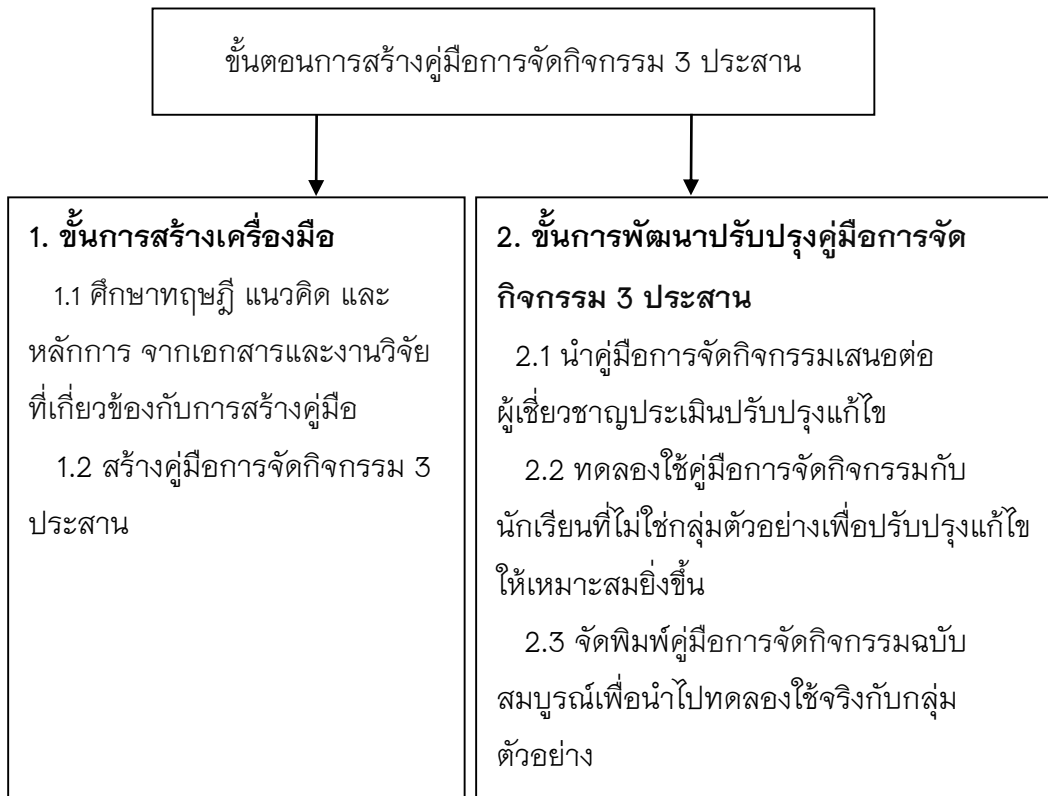 ขั้นตอนการสร้างคู่มือการจัดกิจกรรม 3 ประสาน
1. ขั้นการสร้างเครื่องมือ
1.1 ศึกษาทฤษฎี แนวคิด และ
หลักการ จากเอกสารและงานวิจัย
ที่เกี่ยวข้องกับการสร้างคู่มือ
1.2 สร้างคู่มือการจัดกิจกรรม 3
ประสาน
2. ขั้นการพัฒนาปรับปรุงคู่มือการจัด
กิจกรรม 3 ประสาน
2.1 นำคู่มือการจัดกิจกรรมเสนอต่อ
ผู้เชี่ยวชาญประเมินปรับปรุงแก้ไข
2.2 ทดลองใช้คู่มือการจัดกิจกรรมกับ
นักเรียนที่ไม่ใช่กลุ่มตัวอย่างเพื่อปรับปรุงแก้ไข
ให้เหมาะสมยิ่งขึ้น
2.3 จัดพิมพ์คู่มือการจัดกิจกรรมฉบับ
สมบูรณ์เพื่อนำไปทดลองใช้จริงกับกลุ่ม
ตัวอย่าง